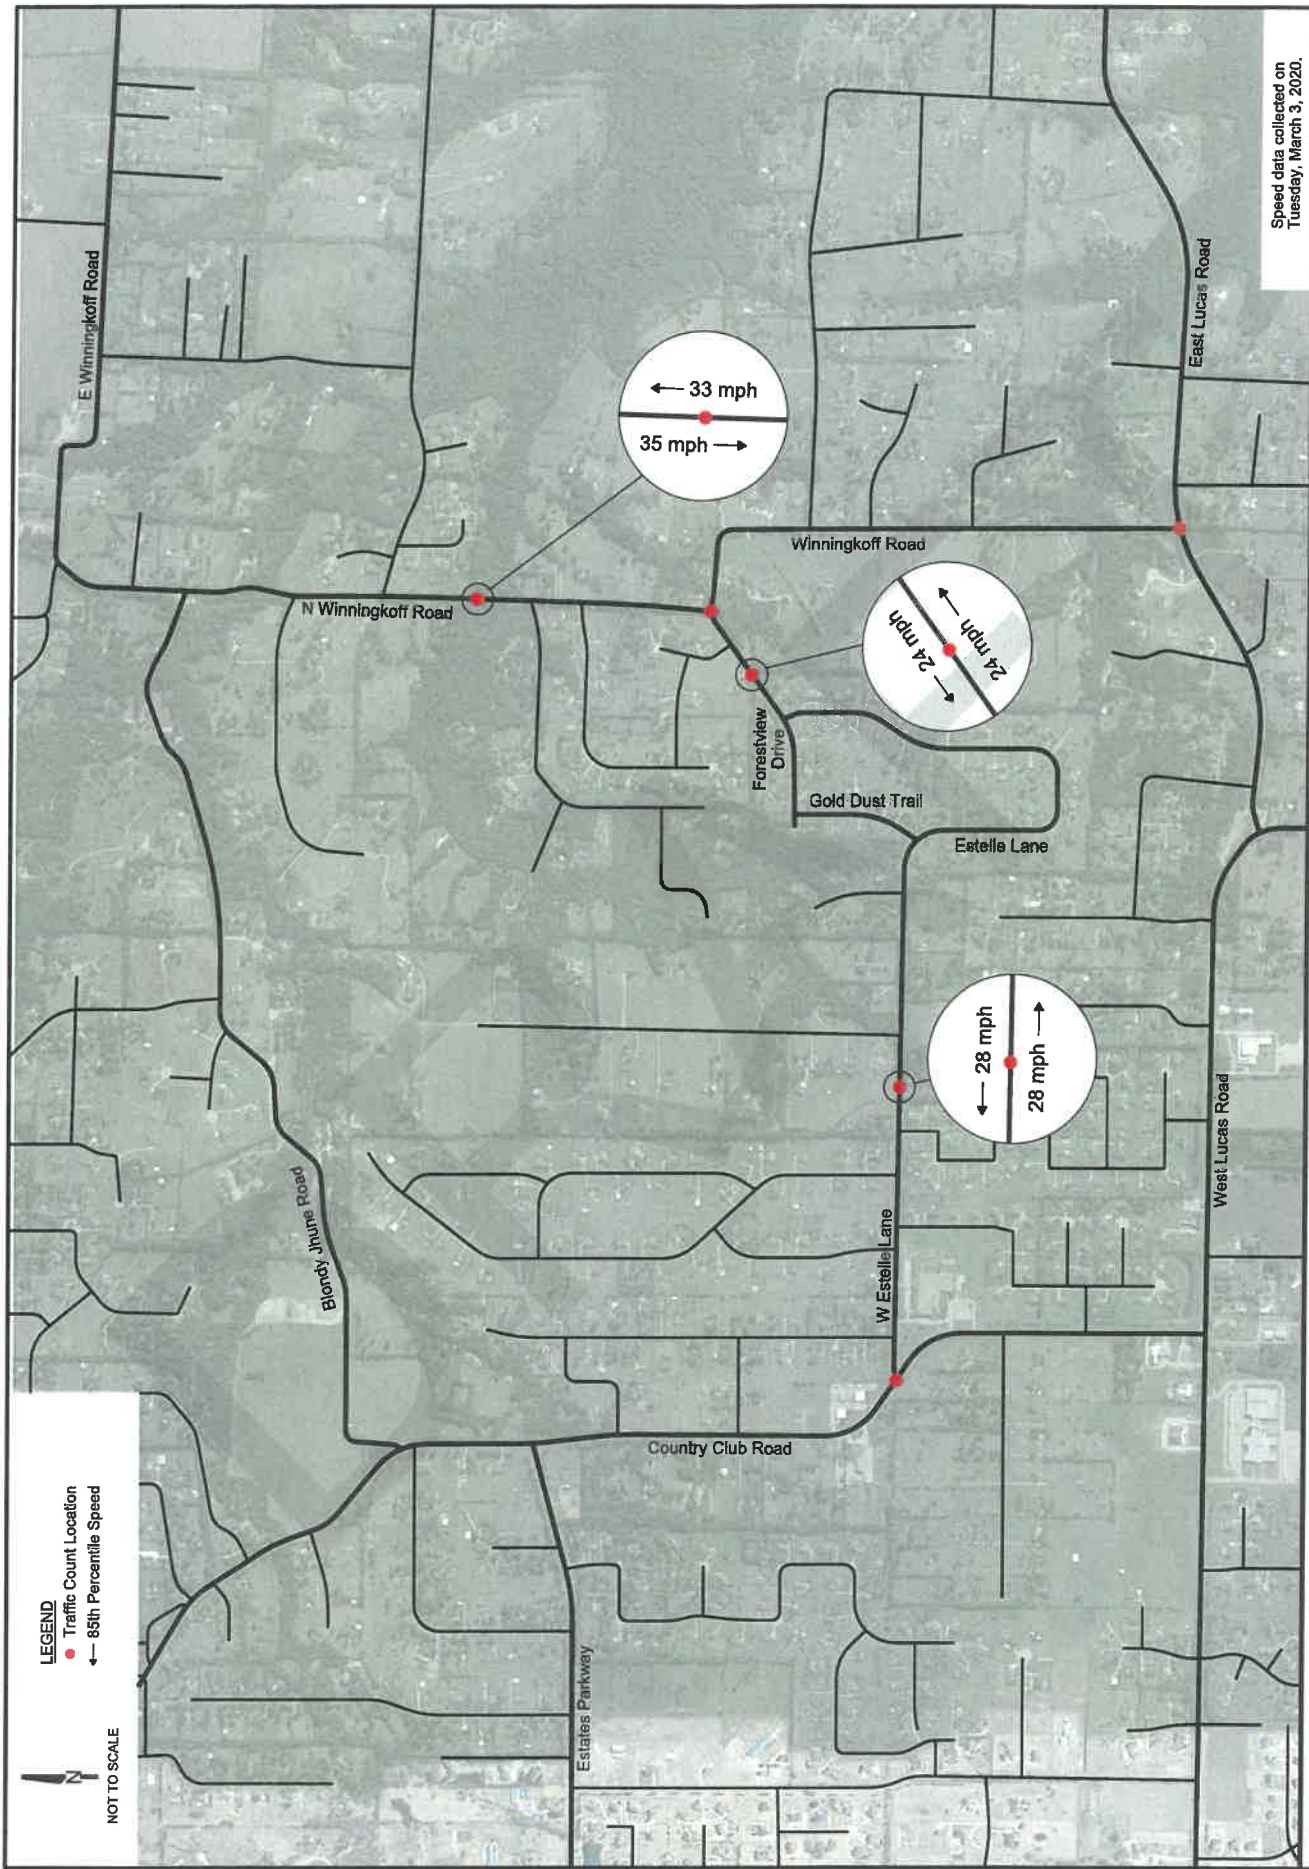 LEGEND
Traffic Count Location
85th Percentile Speed
N
NOT TO SCALE
E Winningkoff Road
N Winningkoff Road
33 mph
35 mph
Winningkoff Road
24 mph
24 mph
Forestview
Drive
Gold Dust Trail
Estelle Lane
East Lucas Road
Blondy Jhune Road
28 mph
28 mph
W Estelle Lane
West Lucas Road
Country Club Road
Estates Parkway
Speed data collected on
Tuesday, March 3, 2020.